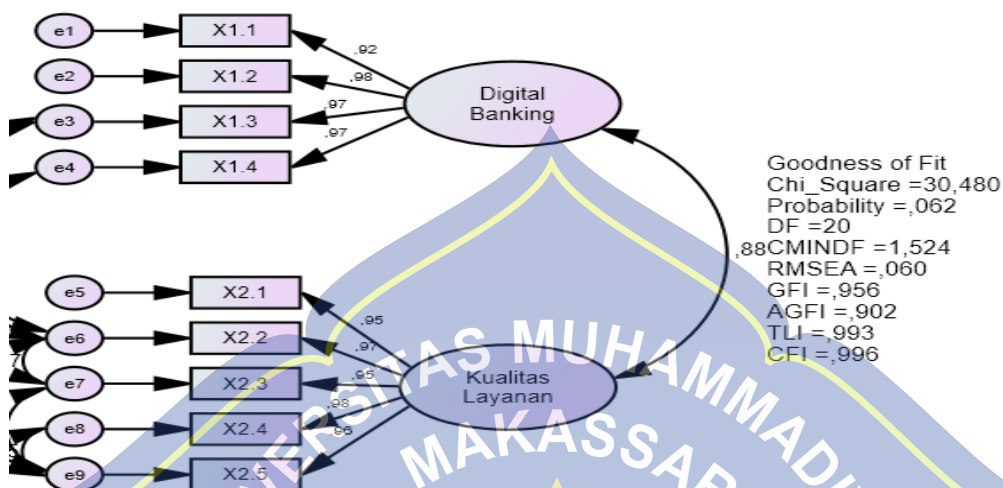 e1
X1.1
,92
e2
X1.2
,98
e3
X1.3
,97
e4
X1.4
,97
Digital
Banking
Goodness of Fit
Chi_Square =30,480
Probability =,062
DF =20
CMINDF =1,524
RMSEA =,060
GFI =,956
AGFI =,902
TLI =,993
CFI =,996
,88
e5
X2.1
,95
e6
X2.2
,97
e7
X2.3
,95
e8
X2.4
,98
e9
X2.5
,96
Kualitas
Layanan
ERSITAS MUHAMMADI
MAKASSAR